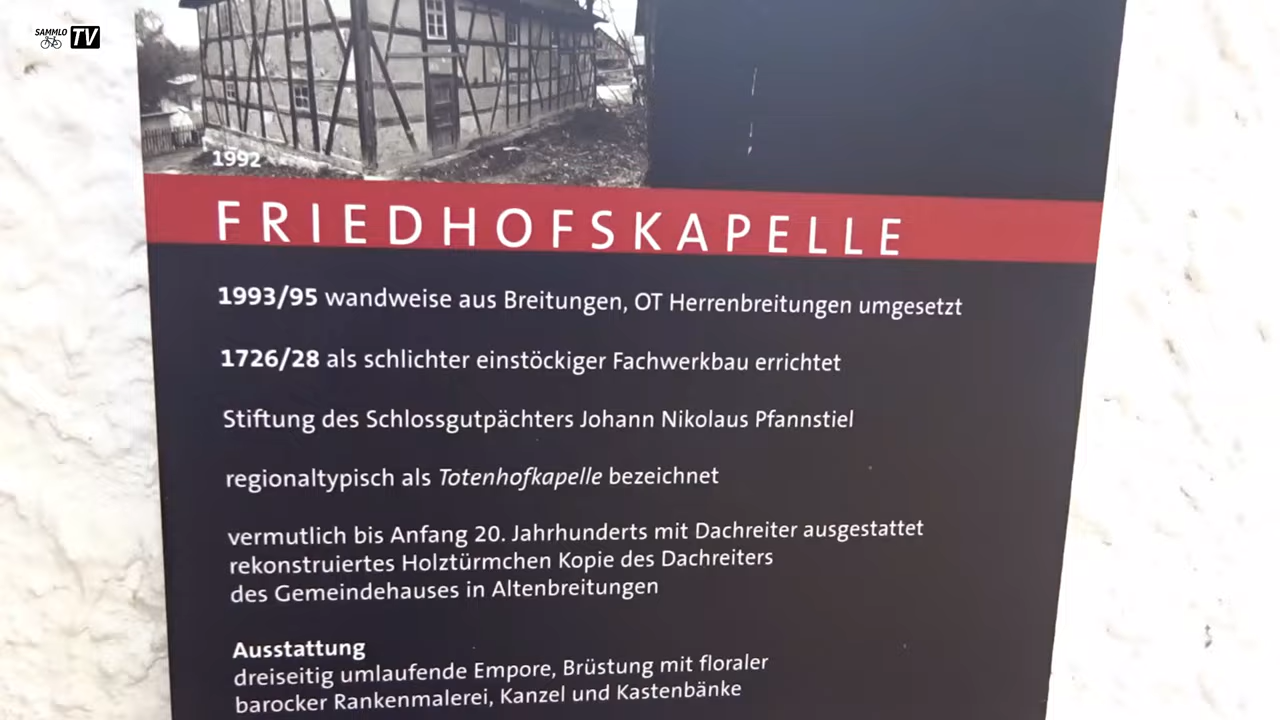 SAMMLO
TV
1992
FRIEDHOFSKAPELLE
1993/95 wandweise aus Breitungen, OT Herrenbreitungen umgesetzt
1726/28 als schlichter einstöckiger Fachwerkbau errichtet
Stiftung des Schlossgutpächters Johann Nikolaus Pfannstiel
regionaltypisch als Totenhofkapelle bezeichnet
vermutlich bis Anfang 20. Jahrhunderts mit Dachreiter ausgestattet
rekonstruiertes Holztürmchen Kopie des Dachreiters
des Gemeindehauses in Altenbreitungen
Ausstattung
dreiseitig umlaufende Empore, Brüstung mit floraler
barocker Rankenmalerei, Kanzel und Kastenbänke